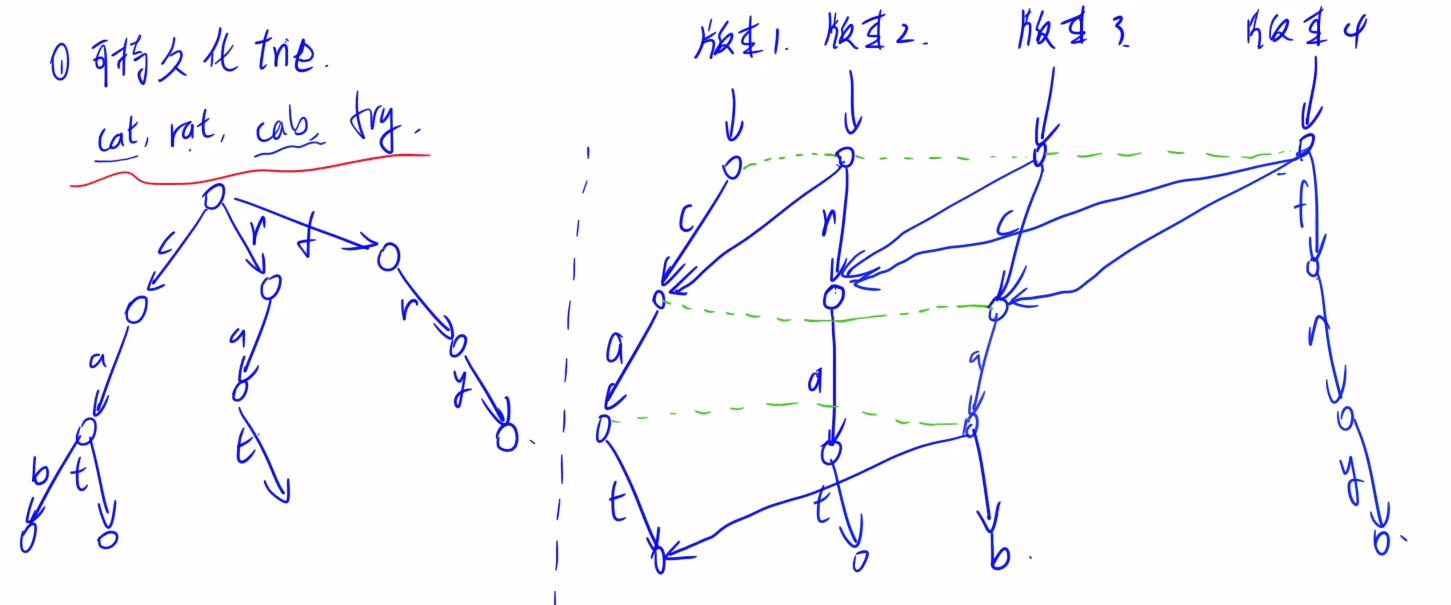 ① 可持久化 trie.
cat, rat, cab, fry.
版本1. 版本2. 版本3. 版本4
c r f
a a r
b t t y
c r c f
a a a r
t t b y